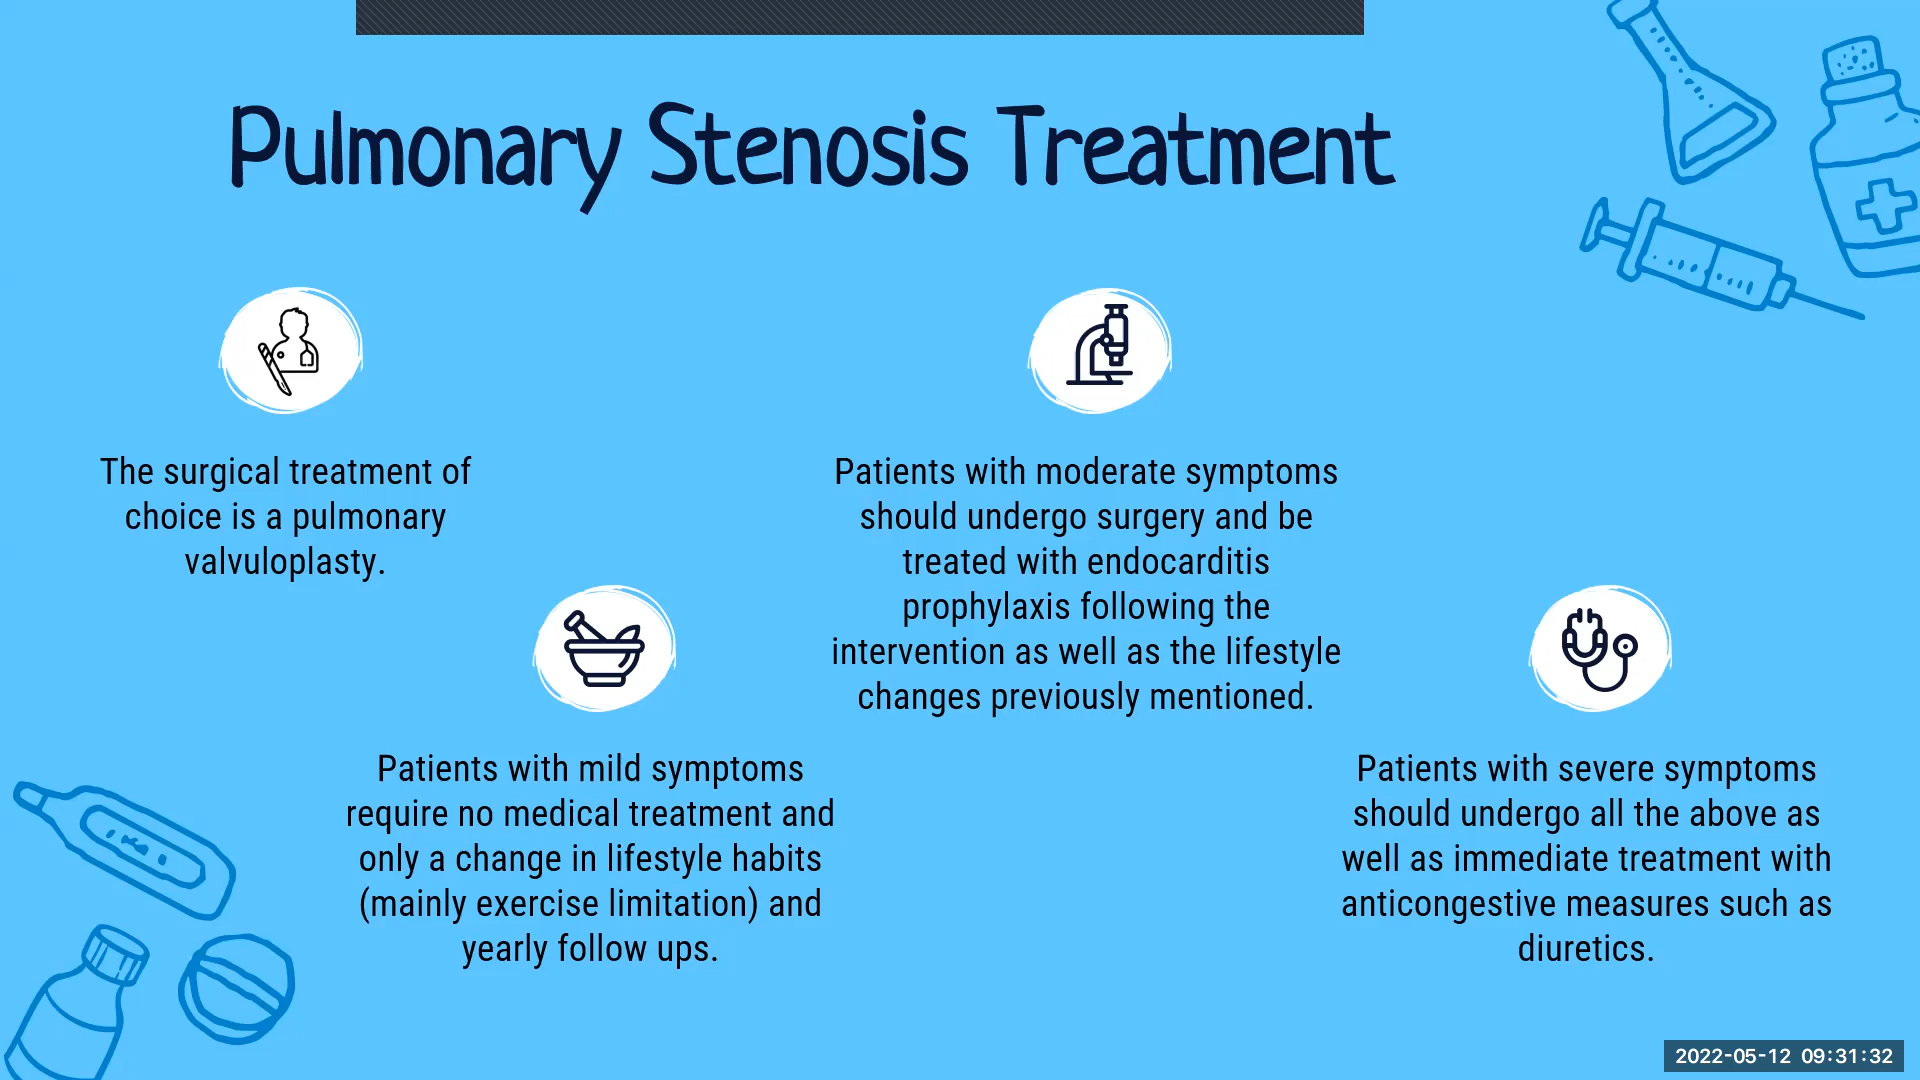 Pulmonary Stenosis Treatment
The surgical treatment of
choice is a pulmonary
valvuloplasty.
Patients with mild symptoms
require no medical treatment and
only a change in lifestyle habits
(mainly exercise limitation) and
yearly follow ups.
Patients with moderate symptoms
should undergo surgery and be
treated with endocarditis
prophylaxis following the
intervention as well as the lifestyle
changes previously mentioned.
Patients with severe symptoms
should undergo all the above as
well as immediate treatment with
anticongestive measures such as
diuretics.
2022-05-12 09:31:32